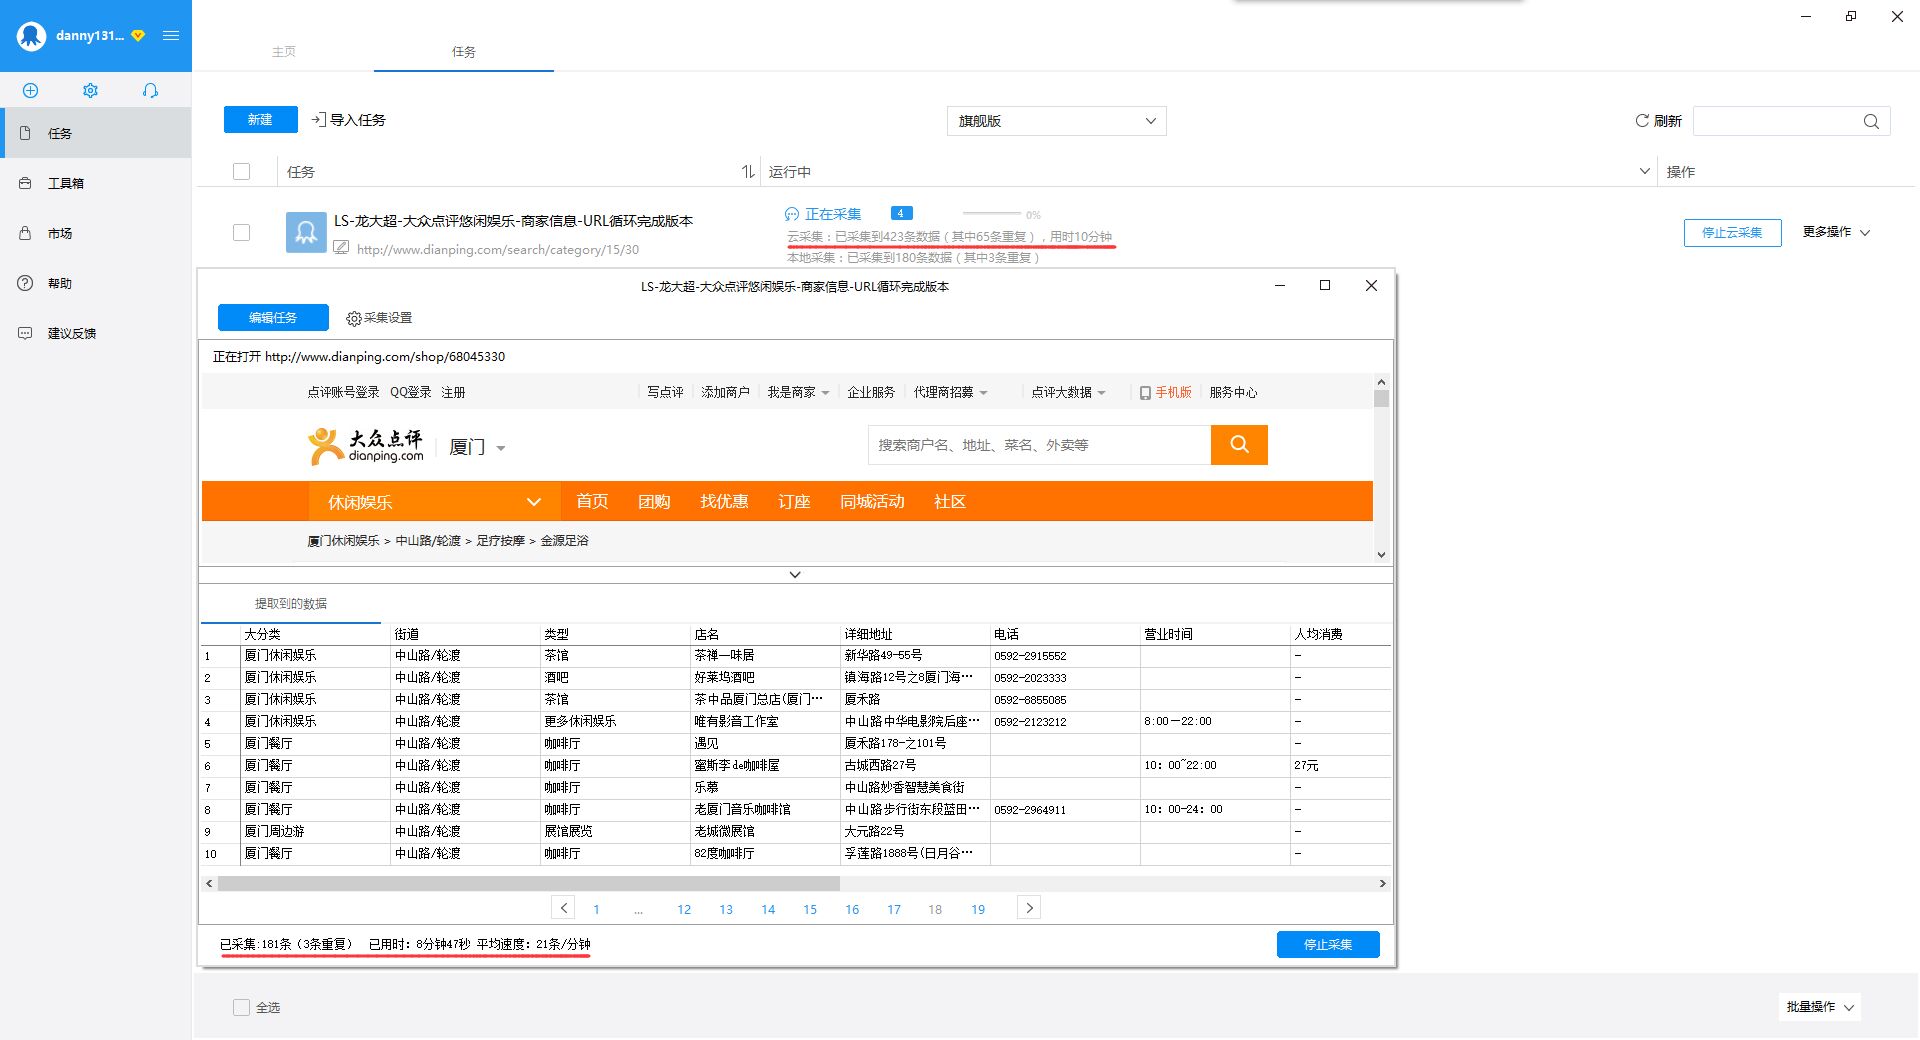 danny131...
主页
任务
任务
工具箱
市场
帮助
建议反馈
新建 导入任务 旗舰版 刷新
任务 运行中 操作
LS-龙大超-大众点评悠闲娱乐-商家信息-URL循环完成版本
http://www.dianping.com/search/category/15/30
正在采集 4 0%
云采集：已采集到423条数据（其中65条重复），用时10分钟
本地采集：已采集到180条数据（其中3条重复）
停止云采集 更多操作
LS-龙大超-大众点评悠闲娱乐-商家信息-URL循环完成版本
编辑任务 采集设置
正在打开 http://www.dianping.com/shop/68045330
点评账号登录 QQ登录 注册 写点评 添加商户 我是商家 企业服务 代理商招募 点评大数据 手机版 服务中心
大众点评
dianping.com
厦门
搜索商户名、地址、菜名、外卖等
休闲娱乐 首页 团购 找优惠 订座 同城活动 社区
厦门休闲娱乐 > 中山路/轮渡 > 足疗按摩 > 金源足浴
提取到的数据
大分类 街道 类型 店名 详细地址 电话 营业时间 人均消费
1 厦门休闲娱乐 中山路/轮渡 茶馆 茶禅一味居 新华路49-55号 0592-2915552 -
2 厦门休闲娱乐 中山路/轮渡 酒吧 好莱坞酒吧 镇海路12号之8厦门海… 0592-2023333 -
3 厦门休闲娱乐 中山路/轮渡 茶馆 茶中品厦门总店(厦门… 厦禾路 0592-8855085 -
4 厦门休闲娱乐 中山路/轮渡 更多休闲娱乐 唯有影音工作室 中山路中华电影院后座… 0592-2123212 8:00—22:00 -
5 厦门餐厅 中山路/轮渡 咖啡厅 遇见 厦禾路178-之101号 -
6 厦门餐厅 中山路/轮渡 咖啡厅 蜜斯李de咖啡屋 古城西路27号 10：00~22:00 27元
7 厦门餐厅 中山路/轮渡 咖啡厅 乐慕 中山路妙香智慧美食街 -
8 厦门餐厅 中山路/轮渡 咖啡厅 老厦门音乐咖啡馆 中山路步行街东段蓝田… 0592-2964911 10：00-24：00 -
9 厦门周边游 中山路/轮渡 展馆展览 老城微展馆 大元路22号 -
10 厦门餐厅 中山路/轮渡 咖啡厅 82度咖啡厅 孚莲路1888号(日月谷… -
1 ... 12 13 14 15 16 17 18 19
已采集:181条（3条重复） 已用时：8分钟47秒 平均速度：21条/分钟
停止采集
全选
批量操作